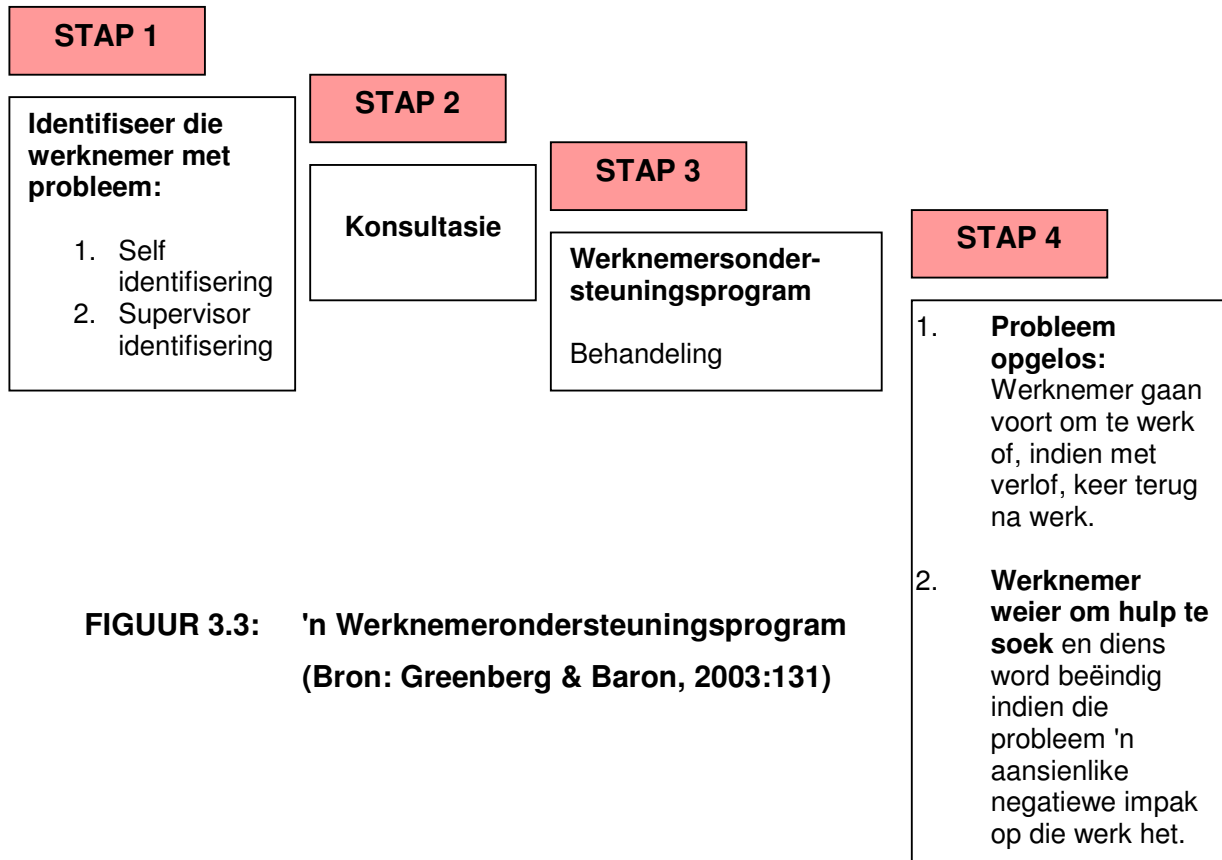 STAP 1
Identifiseer die
werknemer met
probleem:
1. Self
identifisering
2. Supervisor
identifisering
STAP 2
Konsultasie
STAP 3
Werknemersonder-
steuningsprogram
Behandeling
STAP 4
1. Probleem
opgelos:
Werknemer gaan
voort om te werk
of, indien met
verlof, keer terug
na werk.
2. Werknemer
weier om hulp te
soek en diens
word beëindig
indien die
probleem 'n
aansienlike
negatiewe impak
op die werk het.
FIGUUR 3.3: 'n Werknemerondersteuningsprogram
(Bron: Greenberg & Baron, 2003:131)